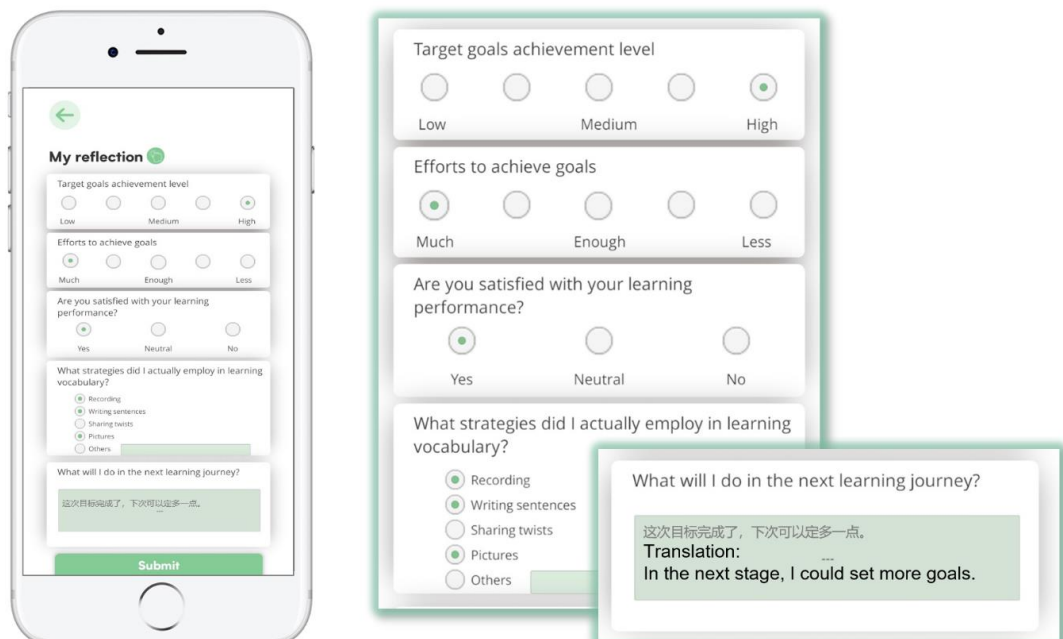 My reflection
Target goals achievement level
Low Medium High
Efforts to achieve goals
Much Enough Less
Are you satisfied with your learning
performance?
Yes Neutral No
What strategies did I actually employ in learning
vocabulary?
Recording
Writing sentences
Sharing twists
Pictures
Others
What will I do in the next learning journey?
这次目标完成了，下次可以定多一点。
Submit
Target goals achievement level
Low Medium High
Efforts to achieve goals
Much Enough Less
Are you satisfied with your learning
performance?
Yes Neutral No
What strategies did I actually employ in learning
vocabulary?
Recording
Writing sentences
Sharing twists
Pictures
Others
What will I do in the next learning journey?
这次目标完成了，下次可以定多一点。
Translation:
In the next stage, I could set more goals.